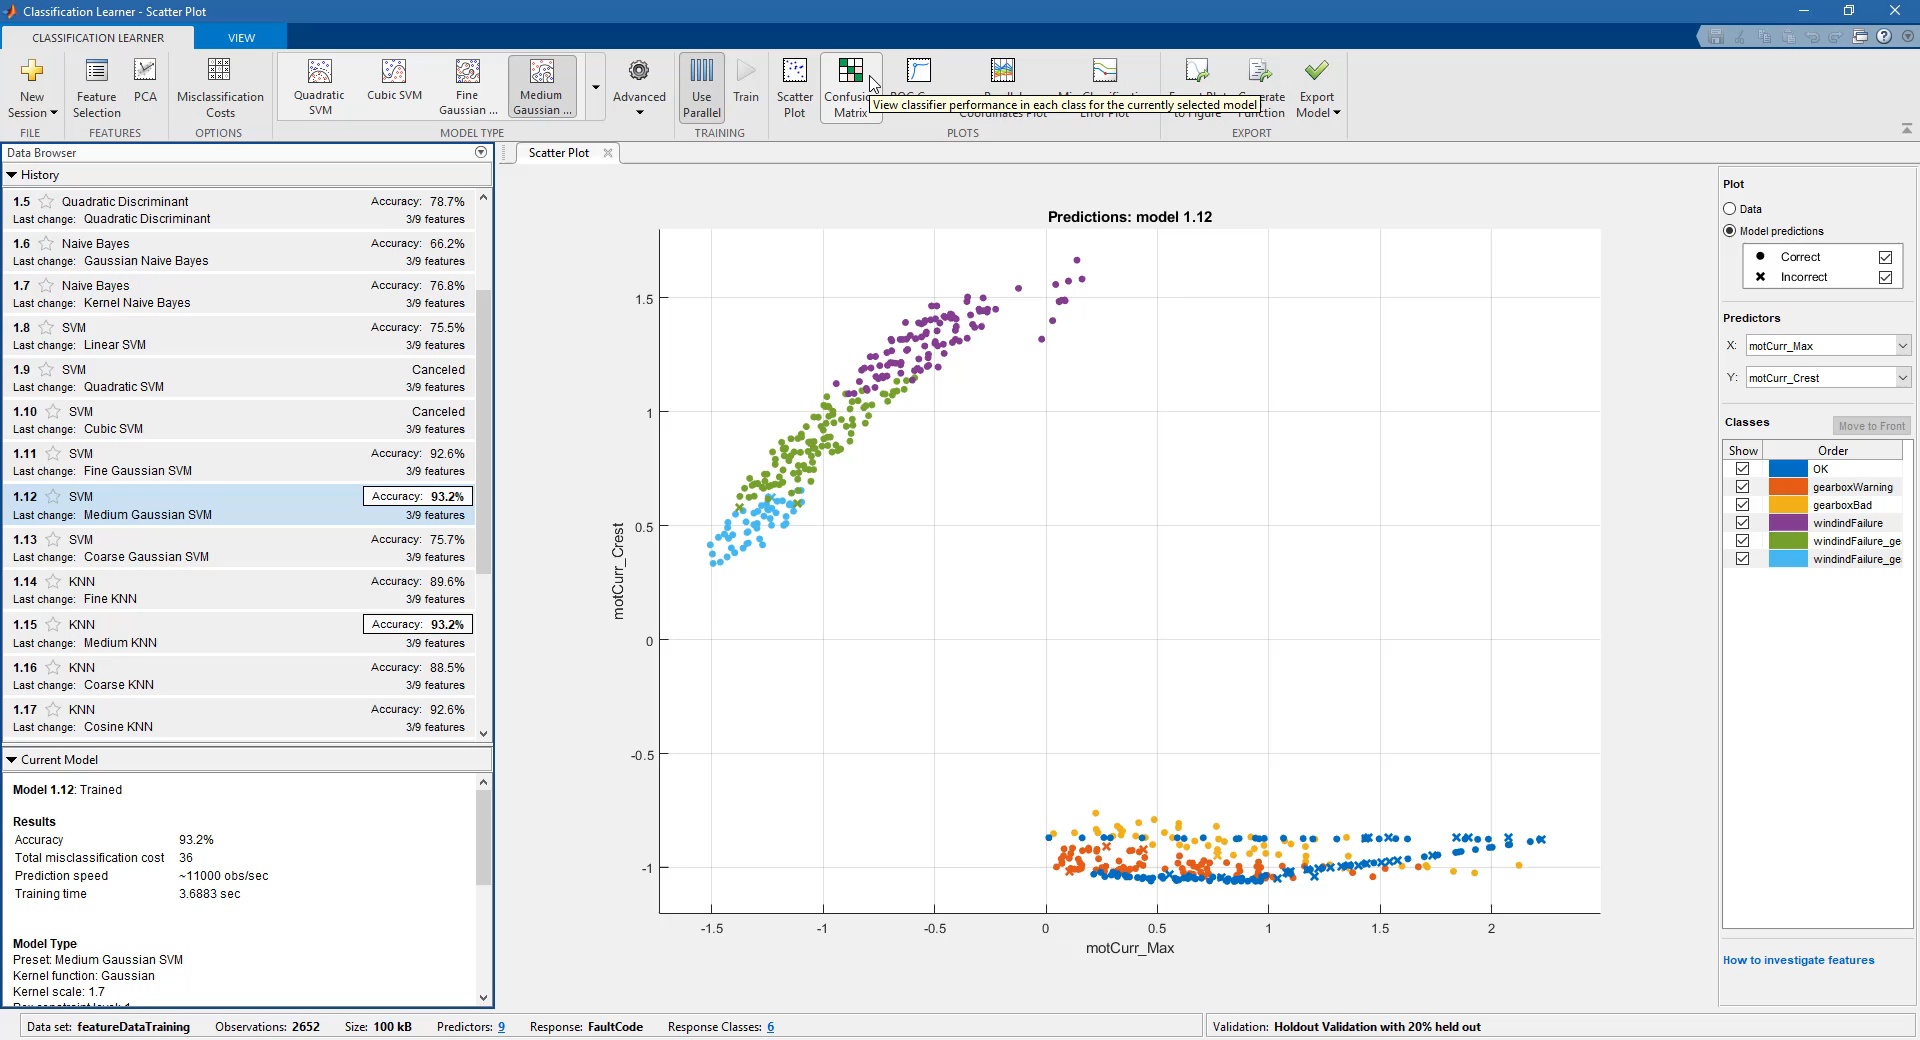 Classification Learner - Scatter Plot
CLASSIFICATION LEARNER
VIEW
New Session
Feature Selection
PCA
Misclassification Costs
Quadratic SVM
Cubic SVM
Fine Gaussian ...
Medium Gaussian ...
Advanced
Use Parallel
Train
Scatter Plot
Confusion Matrix
View classifier performance in each class for the currently selected model
Export Model
FILE
FEATURES
OPTIONS
MODEL TYPE
TRAINING
PLOTS
EXPORT
Data Browser
History
1.5 Quadratic Discriminant Accuracy: 78.7%
Last change: Quadratic Discriminant 3/9 features
1.6 Naive Bayes Accuracy: 66.2%
Last change: Gaussian Naive Bayes 3/9 features
1.7 Naive Bayes Accuracy: 76.8%
Last change: Kernel Naive Bayes 3/9 features
1.8 SVM Accuracy: 75.5%
Last change: Linear SVM 3/9 features
1.9 SVM Canceled
Last change: Quadratic SVM 3/9 features
1.10 SVM Canceled
Last change: Cubic SVM 3/9 features
1.11 SVM Accuracy: 92.6%
Last change: Fine Gaussian SVM 3/9 features
1.12 SVM Accuracy: 93.2%
Last change: Medium Gaussian SVM 3/9 features
1.13 SVM Accuracy: 75.7%
Last change: Coarse Gaussian SVM 3/9 features
1.14 KNN Accuracy: 89.6%
Last change: Fine KNN 3/9 features
1.15 KNN Accuracy: 93.2%
Last change: Medium KNN 3/9 features
1.16 KNN Accuracy: 88.5%
Last change: Coarse KNN 3/9 features
1.17 KNN Accuracy: 92.6%
Last change: Cosine KNN 3/9 features
Current Model
Model 1.12: Trained
Results
Accuracy 93.2%
Total misclassification cost 36
Prediction speed ~11000 obs/sec
Training time 3.6883 sec
Model Type
Preset: Medium Gaussian SVM
Kernel function: Gaussian
Kernel scale: 1.7
Scatter Plot
Predictions: model 1.12
1.5
1
0.5
0
-0.5
-1
motCurr_Crest
-1.5 -1 -0.5 0 0.5 1 1.5 2
motCurr_Max
Plot
Data
Model predictions
Correct
Incorrect
Predictors
X: motCurr_Max
Y: motCurr_Crest
Classes
Move to Front
Show Order
OK
gearboxWarning
gearboxBad
windindFailure
windindFailure_ge
windindFailure_ge
How to investigate features
Data set: featureDataTraining Observations: 2652 Size: 100 kB Predictors: 9 Response: FaultCode Response Classes: 6
Validation: Holdout Validation with 20% held out